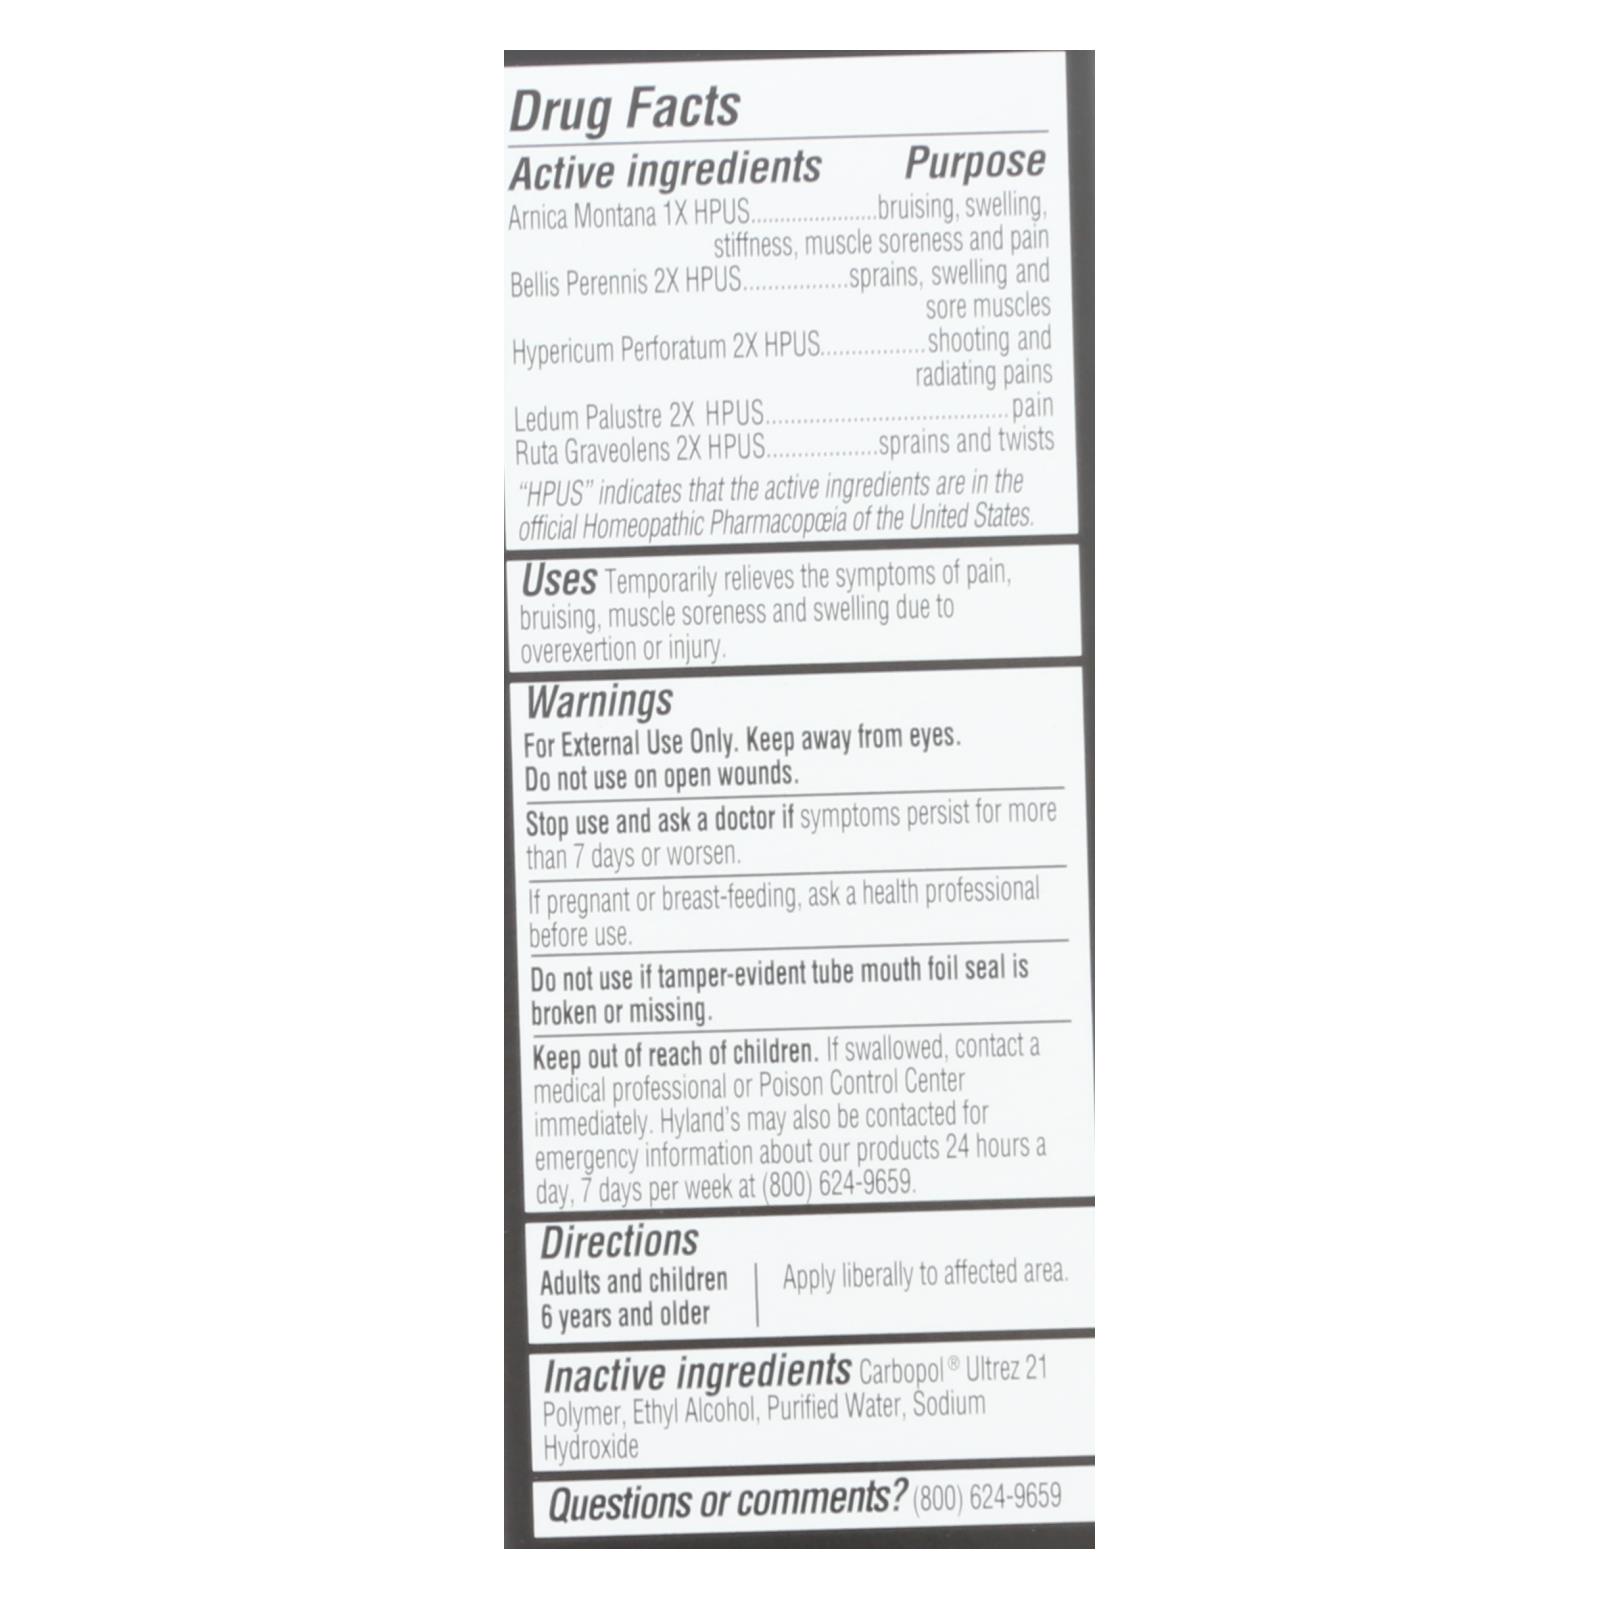 Drug Facts
Active ingredients Purpose
Arnica Montana 1X HPUS.....................bruising, swelling,
stiffness, muscle soreness and pain
Bellis Perennis 2X HPUS.................sprains, swelling and
sore muscles
Hypericum Perforatum 2X HPUS.................shooting and
radiating pains
Ledum Palustre 2X HPUS......................................pain
Ruta Graveolens 2X HPUS..................sprains and twists
“HPUS” indicates that the active ingredients are in the
official Homeopathic Pharmacopœia of the United States.
Uses Temporarily relieves the symptoms of pain,
bruising, muscle soreness and swelling due to
overexertion or injury.
Warnings
For External Use Only. Keep away from eyes.
Do not use on open wounds.
Stop use and ask a doctor if symptoms persist for more
than 7 days or worsen.
If pregnant or breast-feeding, ask a health professional
before use.
Do not use if tamper-evident tube mouth foil seal is
broken or missing.
Keep out of reach of children. If swallowed, contact a
medical professional or Poison Control Center
immediately. Hyland’s may also be contacted for
emergency information about our products 24 hours a
day, 7 days per week at (800) 624-9659.
Directions
Adults and children Apply liberally to affected area.
6 years and older
Inactive ingredients Carbopol® Ultrez 21
Polymer, Ethyl Alcohol, Purified Water, Sodium
Hydroxide
Questions or comments? (800) 624-9659